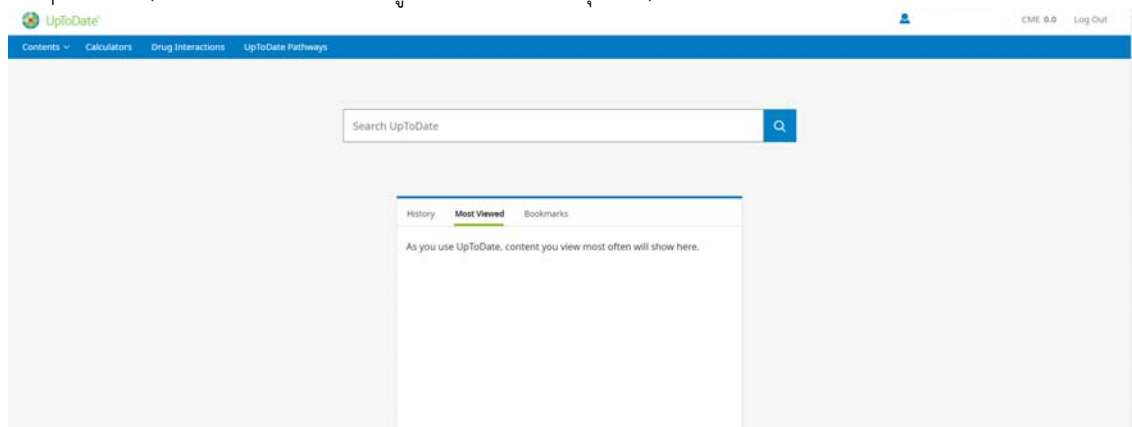 UpToDate®
CME 0.0 Log Out
Contents Calculators Drug Interactions UpToDate Pathways
Search UpToDate
History Most Viewed Bookmarks
As you use UpToDate, content you view most often will show here.